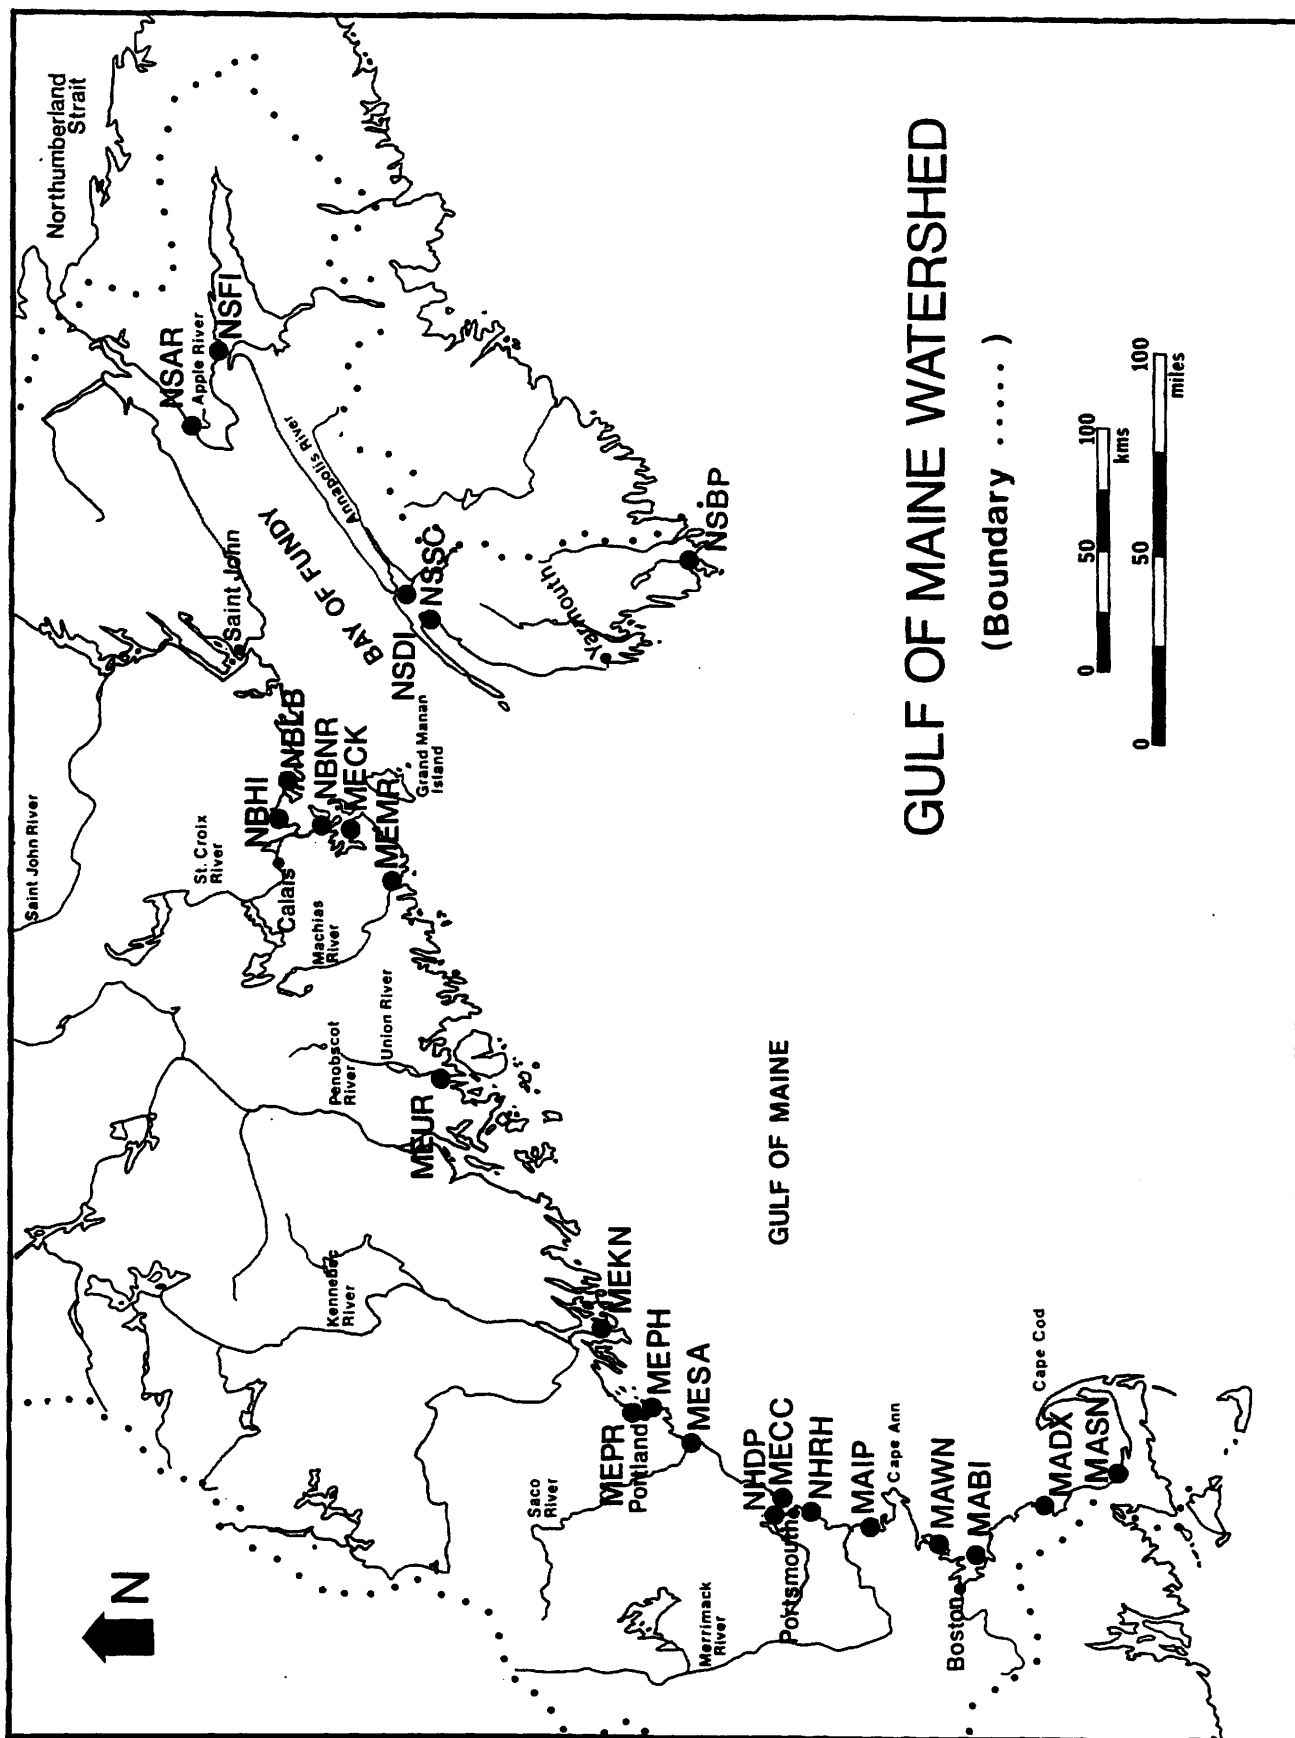 Northumberland
Strait
NSAR
Apple River
NSFI
Annapolis River
BAY OF FUNDY
Saint John
NSSC
NSDI
NSBP
Yarmouth
Saint John River
St. Croix
River
NBHI
NBLB
NBNR
MECK
MEMR
Grand Manan
Island
Calais
Machias
River
Union River
Penobscot
River
MEUR
Kennebec
River
MEKN
MEPH
MEPR
Portland
MESA
Saco
River
NHDP
MECC
Portsmouth
NHRH
MAIP
Cape Ann
Merrimack
River
MAWN
MABI
Boston
MADX
MASN
Cape Cod
GULF OF MAINE
N
GULF OF MAINE WATERSHED
(Boundary ......)
0 50 100
kms
0 50 100
miles